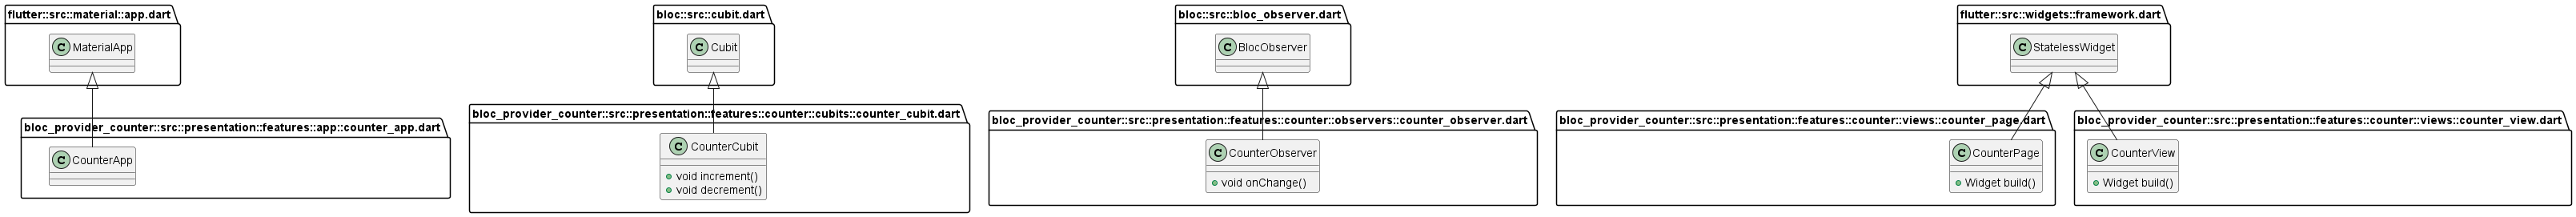 flutter::src::material::app.dart
C MaterialApp
bloc_provider_counter::src::presentation::features::app::counter_app.dart
C CounterApp
bloc::src::cubit.dart
C Cubit
bloc_provider_counter::src::presentation::features::counter::cubits::counter_cubit.dart
C CounterCubit
void increment()
void decrement()
bloc::src::bloc_observer.dart
C BlocObserver
bloc_provider_counter::src::presentation::features::counter::observers::counter_observer.dart
C CounterObserver
void onChange()
flutter::src::widgets::framework.dart
C StatelessWidget
bloc_provider_counter::src::presentation::features::counter::views::counter_page.dart
C CounterPage
Widget build()
bloc_provider_counter::src::presentation::features::counter::views::counter_view.dart
C CounterView
Widget build()